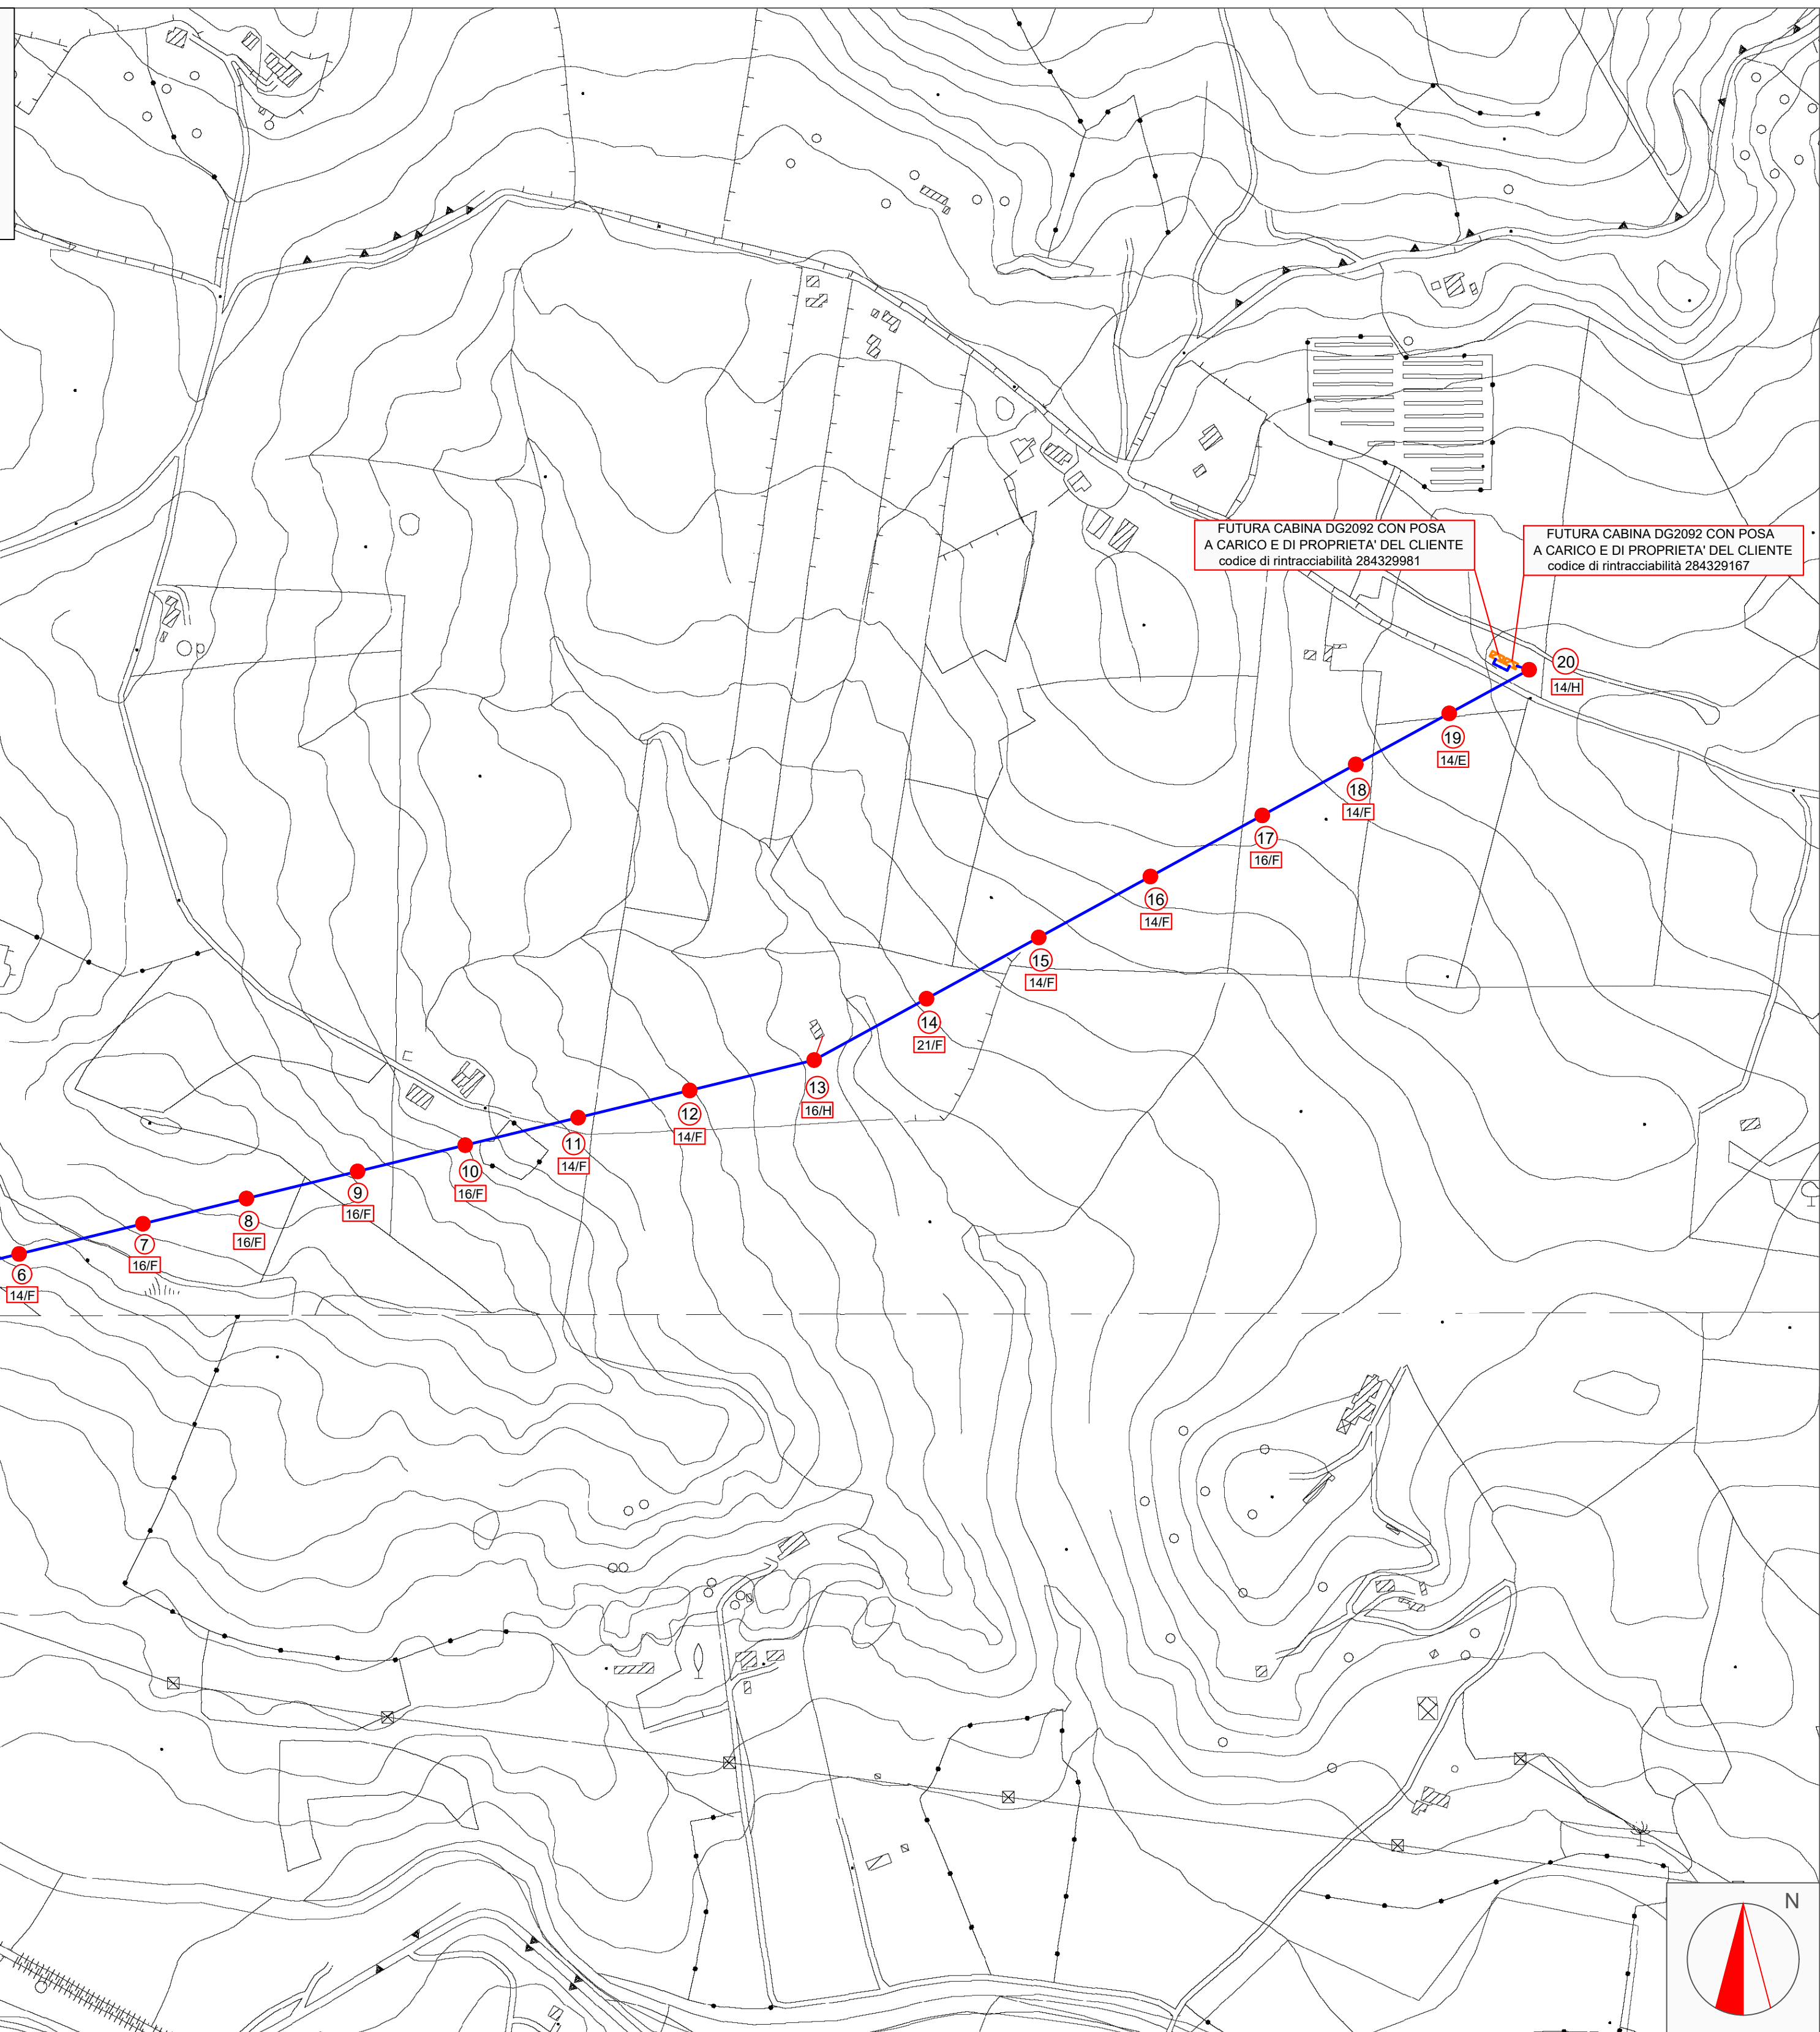 FUTURA CABINA DG2092 CON POSA
A CARICO E DI PROPRIETA' DEL CLIENTE
codice di rintracciabilità 284329981
FUTURA CABINA DG2092 CON POSA
A CARICO E DI PROPRIETA' DEL CLIENTE
codice di rintracciabilità 284329167
20
14/H
19
14/E
18
14/F
17
16/F
16
14/F
15
14/F
14
21/F
13
16/H
12
14/F
11
14/F
10
16/F
9
16/F
8
16/F
7
16/F
6
14/F
N